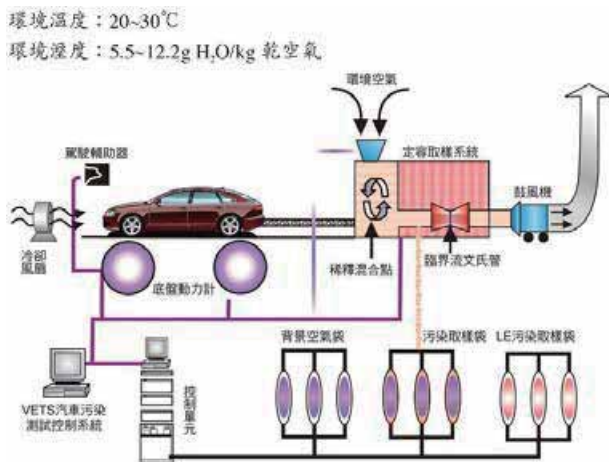 環境溫度：20~30℃
環境溼度：5.5~12.2g H₂O/kg 乾空氣
環境空氣
駕駛輔助器
定容取樣系統
鼓風機
冷卻
風扇
底盤動力計
稀釋混合點
臨界流文氏管
背景空氣袋
污染取樣袋
LE污染取樣袋
VETS汽車污染
測試控制系統
控制單元